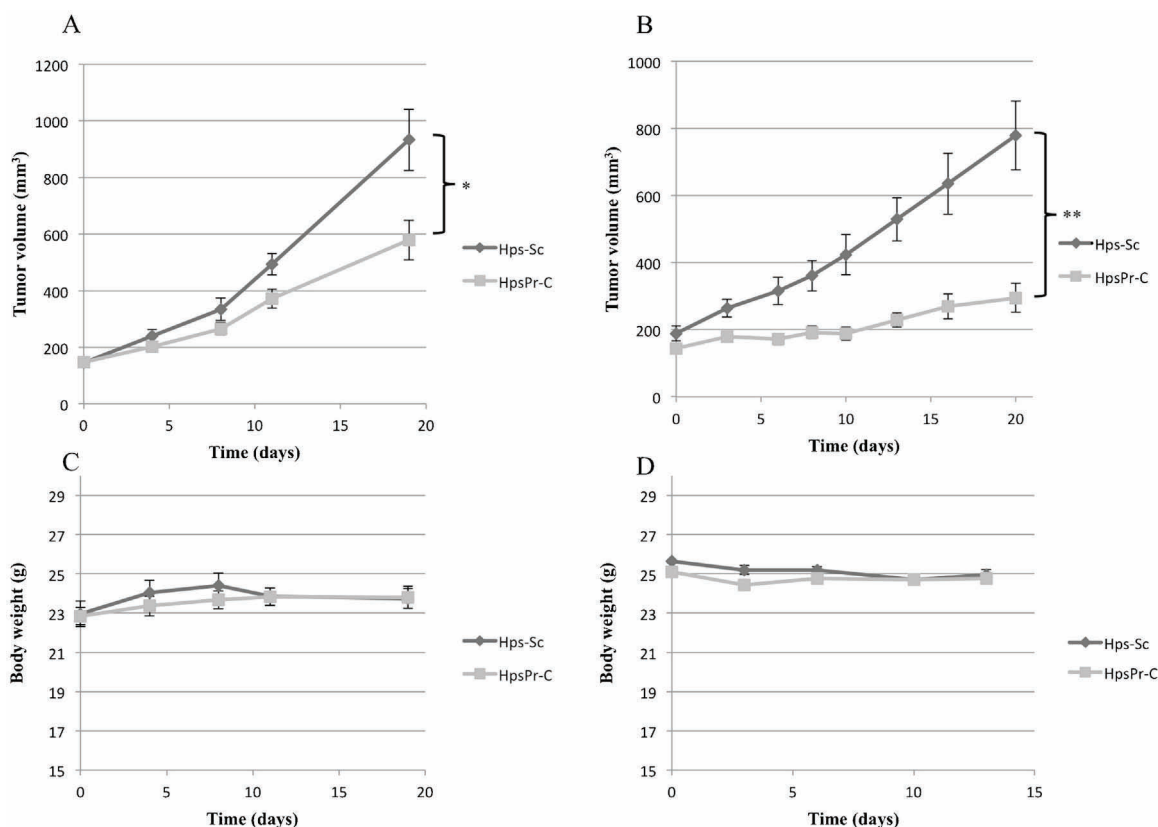 A
Tumor volume (mm³)
1200
1000
800
600
400
200
0
0 5 10 15 20
Time (days)
*
Hps-Sc
HpsPr-C
B
Tumor volume (mm³)
1000
800
600
400
200
0
0 5 10 15 20
Time (days)
**
Hps-Sc
HpsPr-C
C
Body weight (g)
29
27
25
23
21
19
17
15
0 5 10 15 20
Time (days)
Hps-Sc
HpsPr-C
D
Body weight (g)
29
27
25
23
21
19
17
15
0 5 10 15
Time (days)
Hps-Sc
HpsPr-C